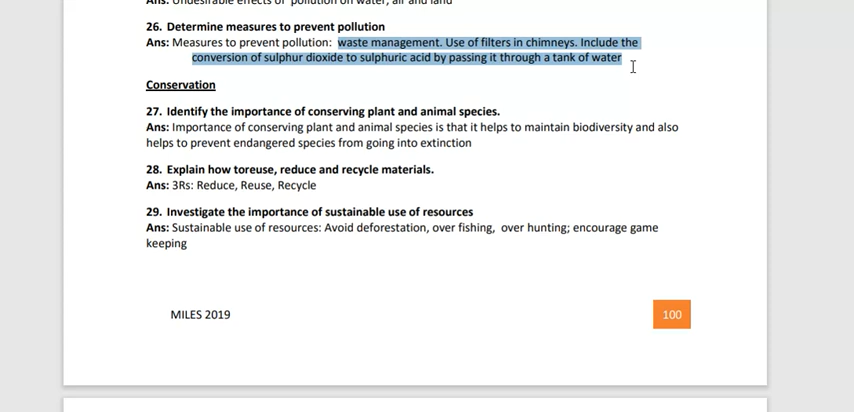 Ans: Undesirable effects of pollution on water, air and land
26. Determine measures to prevent pollution
Ans: Measures to prevent pollution: waste management. Use of filters in chimneys. Include the
conversion of sulphur dioxide to sulphuric acid by passing it through a tank of water
Conservation
27. Identify the importance of conserving plant and animal species.
Ans: Importance of conserving plant and animal species is that it helps to maintain biodiversity and also
helps to prevent endangered species from going into extinction
28. Explain how toreuse, reduce and recycle materials.
Ans: 3Rs: Reduce, Reuse, Recycle
29. Investigate the importance of sustainable use of resources
Ans: Sustainable use of resources: Avoid deforestation, over fishing, over hunting; encourage game
keeping
MILES 2019
100